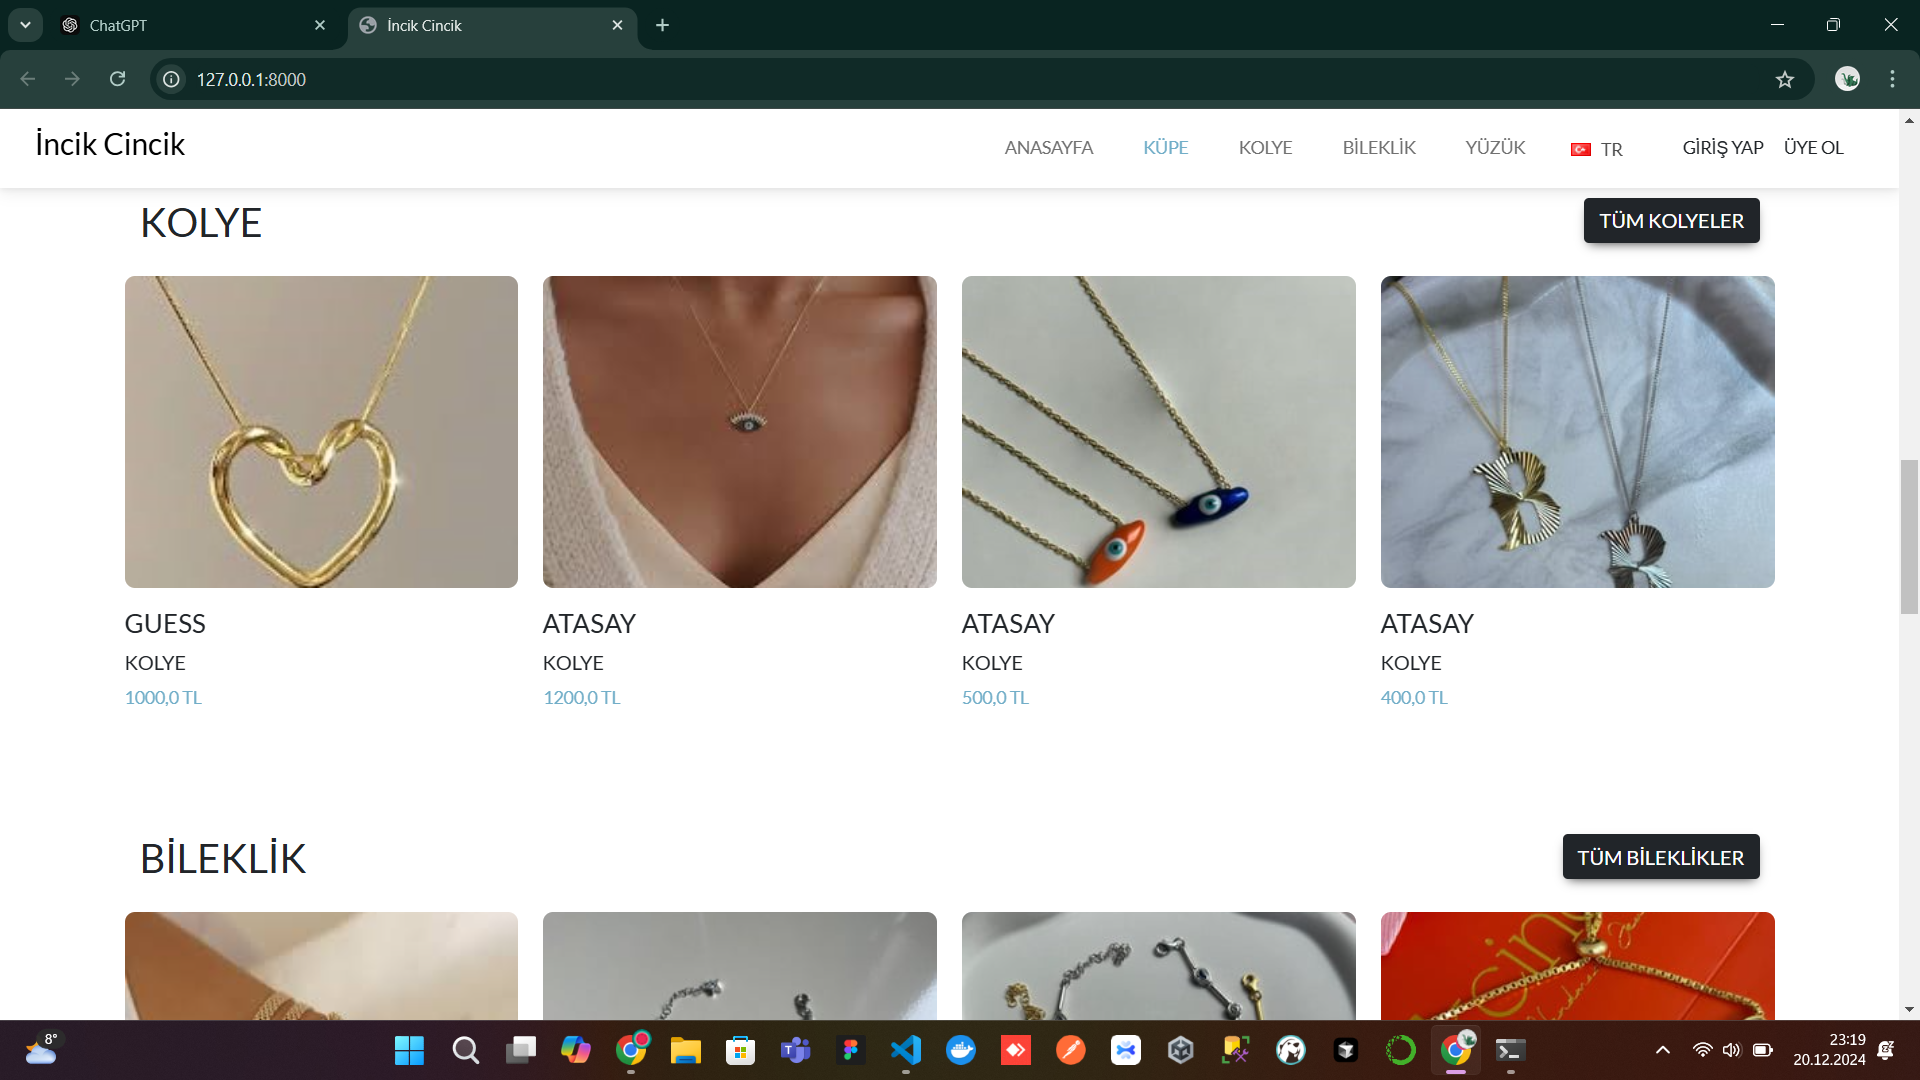 ChatGPT
İncik Cincik
127.0.0.1:8000
İncik Cincik
ANASAYFA KÜPE KOLYE BİLEKLİK YÜZÜK TR GİRİŞ YAP ÜYE OL
KOLYE
TÜM KOLYELER
GUESS
KOLYE
1000,0 TL
ATASAY
KOLYE
1200,0 TL
ATASAY
KOLYE
500,0 TL
ATASAY
KOLYE
400,0 TL
BİLEKLİK
TÜM BİLEKLİKLER
8°
23:19
20.12.2024